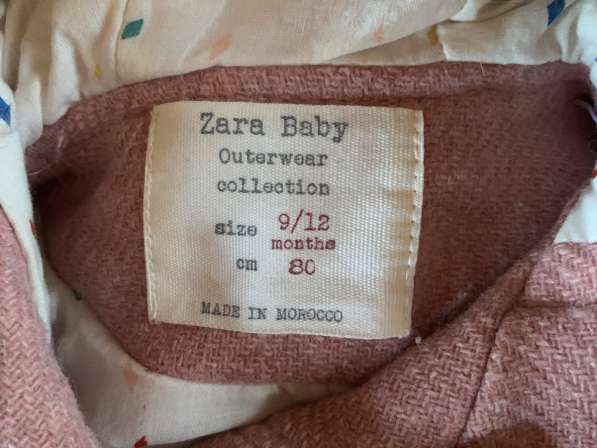 Zara Baby
Outerwear
collection
size 9/12
months
cm 80
MADE IN MOROCCO